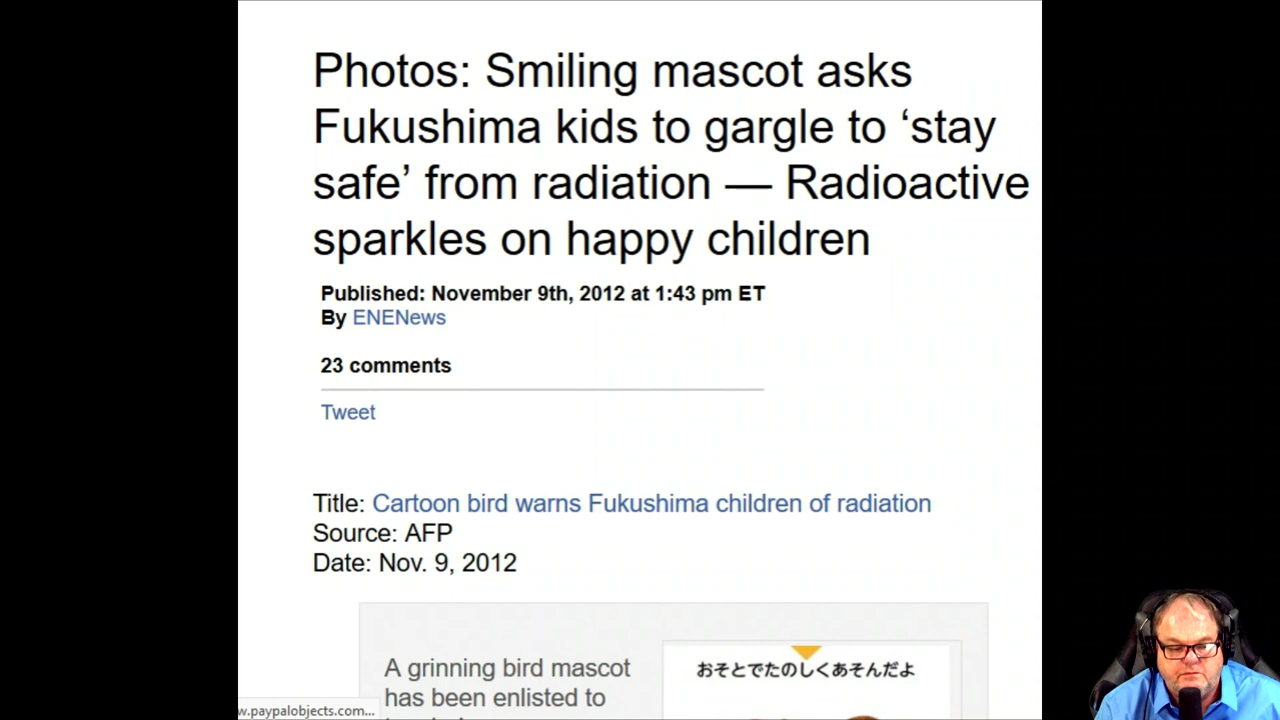 Photos: Smiling mascot asks
Fukushima kids to gargle to ‘stay
safe’ from radiation — Radioactive
sparkles on happy children
Published: November 9th, 2012 at 1:43 pm ET
By ENENews
23 comments
Tweet
Title: Cartoon bird warns Fukushima children of radiation
Source: AFP
Date: Nov. 9, 2012
A grinning bird mascot
has been enlisted to
おそとでたのしくあそんだよ
w.paypalobjects.com...